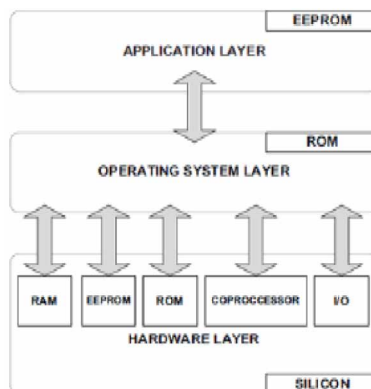 EEPROM
APPLICATION LAYER
ROM
OPERATING SYSTEM LAYER
RAM
EEPROM
ROM
COPROCCESSOR
I/O
HARDWARE LAYER
SILICON